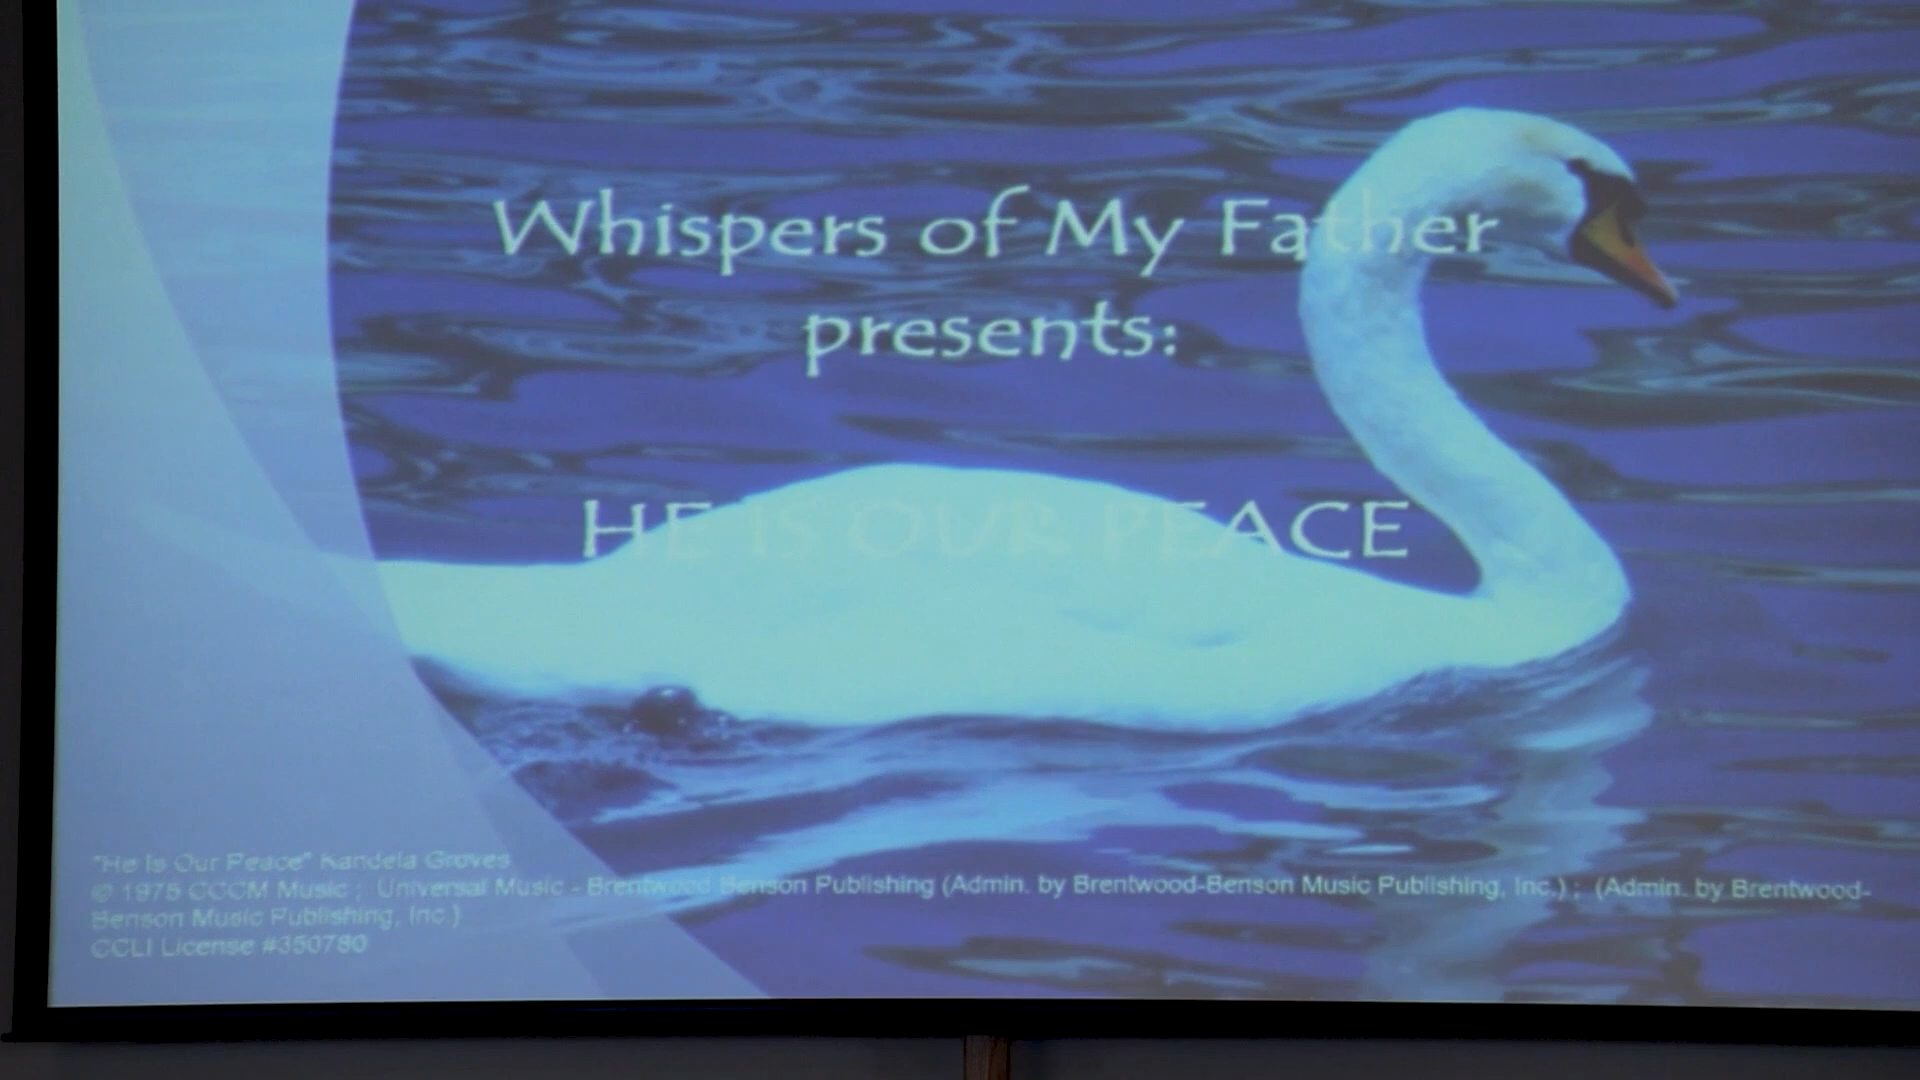 Whispers of My Father
presents:
HE IS OUR PEACE
"He Is Our Peace" Kandela Groves
© 1975 CCCM Music ; Universal Music - Brentwood Benson Publishing (Admin. by Brentwood-Benson Music Publishing, Inc.) ; (Admin. by Brentwood-
Benson Music Publishing, Inc.)
CCLI License #350780